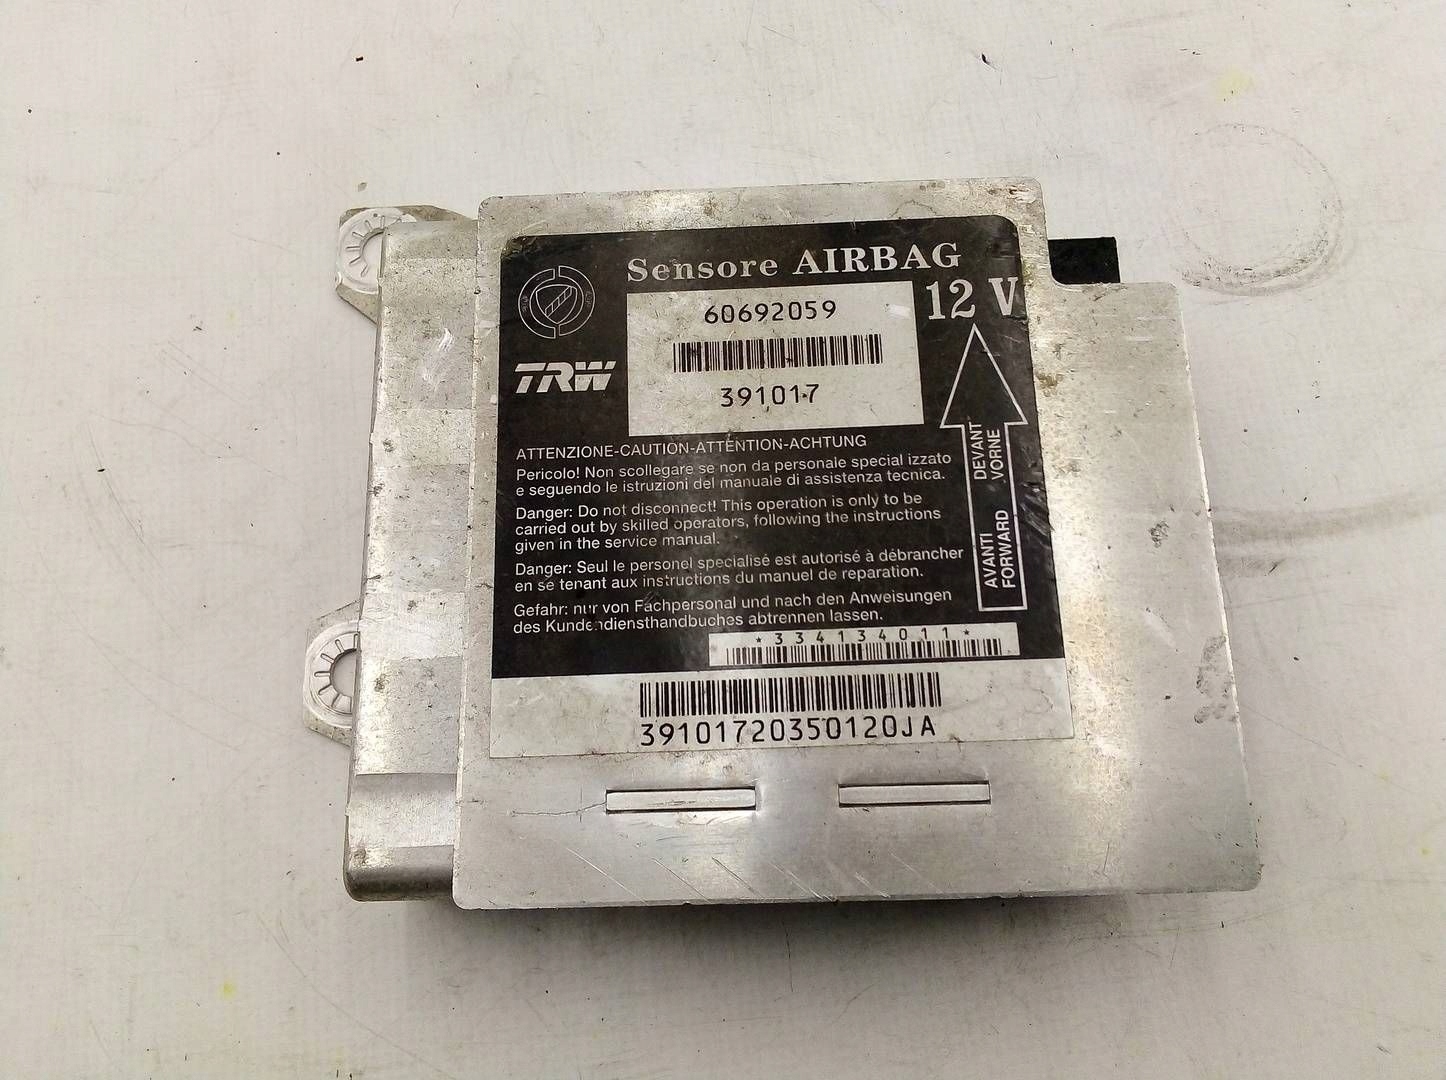 Sensore AIRBAG
12 V
60692059
TRW
391017
ATTENZIONE-CAUTION-ATTENTION-ACHTUNG
Pericolo! Non scollegare se non da personale special izzato
e seguendo le istruzioni del manuale di assistenza tecnica.
Danger: Do not disconnect! This operation is only to be
carried out by skilled operators, following the instructions
given in the service manual.
Danger: Seul le personel specialisé est autorisé à débrancher
en se tenant aux instructions du manuel de reparation.
Gefahr: nur von Fachpersonal und nach den Anweisungen
des Kundendiensthandbuches abtrennen lassen.
AVANTI DEVANT
FORWARD VORNE
*334134011*
39101720350120JA